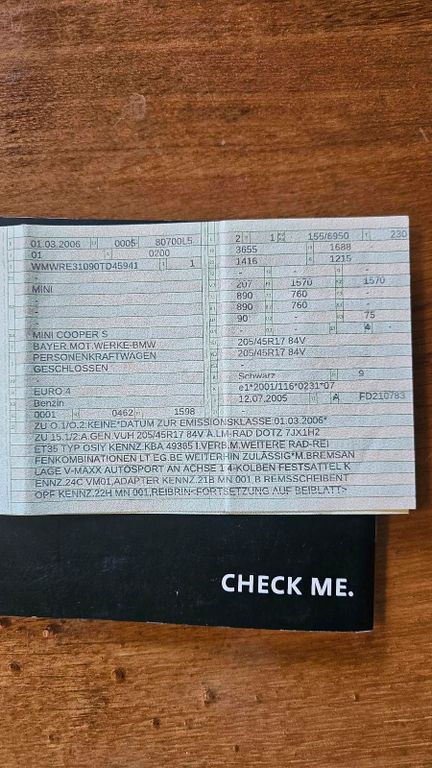 01.03.2006 0005 80700L5 2 1 155/6950 230
01 0200 3655 1688 -
WMWRE31090TD45941 1 1416 1215
- - - -
MINI 207 1570 1570
- 890 760 -
- 890 760 -
- 90 - 75
MINI COOPER S - - 4 -
BAYER.MOT.WERKE-BMW 205/45R17 84V
PERSONENKRAFTWAGEN 205/45R17 84V
GESCHLOSSEN -
- Schwarz 9
EURO 4 e1*2001/116*0231*07
Benzin 12.07.2005 A FD210783
0001 0462 1598 -
ZU O.1/O.2:KEINE*DATUM ZUR EMISSIONSKLASSE 01.03.2006*
ZU 15.1/2:A.GEN.VUH 205/45R17 84V A.LM-RAD DOTZ 7JX1H2
ET35 TYP OSIY KENNZ.KBA 49365 I.VERB.M.WEITERE RAD-REI
FENKOMBINATIONEN LT.EG.BE WEITERHIN ZULÄSSIG*M.BREMSAN
LAGE V-MAXX AUTOSPORT AN ACHSE 1 4-KOLBEN FESTSATTEL K
ENNZ.24C VM01,ADAPTER KENNZ.21B MN 001,B REMSSCHEIBENT
OPF KENNZ.22H MN 001,REIBRIN<FORTSETZUNG AUF BEIBLATT>
CHECK ME.